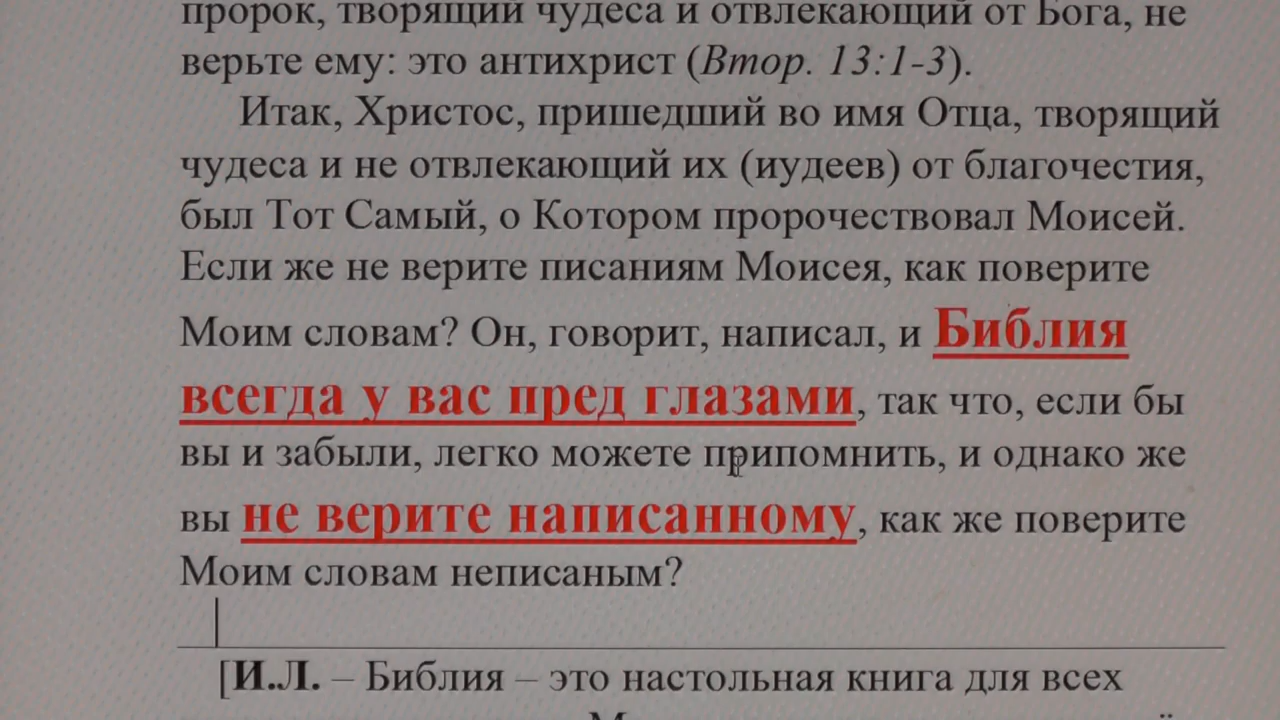 пророк, творящий чудеса и отвлекающий от Бога, не
верьте ему: это антихрист (Втор. 13:1-3).
Итак, Христос, пришедший во имя Отца, творящий
чудеса и не отвлекающий их (иудеев) от благочестия,
был Тот Самый, о Котором пророчествовал Моисей.
Если же не верите писаниям Моисея, как поверите
Моим словам? Он, говорит, написал, и Библия
всегда у вас пред глазами, так что, если бы
вы и забыли, легко можете припомнить, и однако же
вы не верите написанному, как же поверите
Моим словам неписаным?
[И.Л. – Библия – это настольная книга для всех